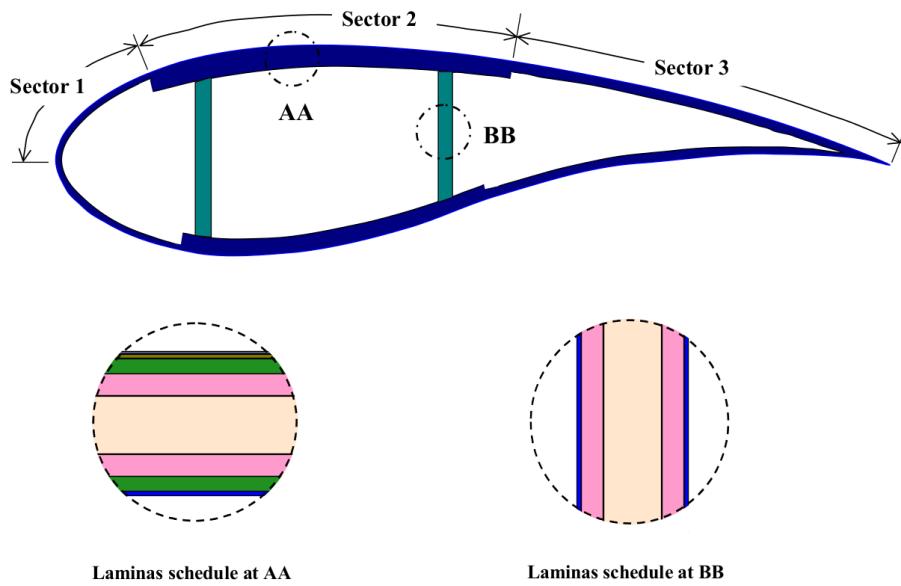 Sector 2
Sector 1
Sector 3
AA
BB
Laminas schedule at AA
Laminas schedule at BB